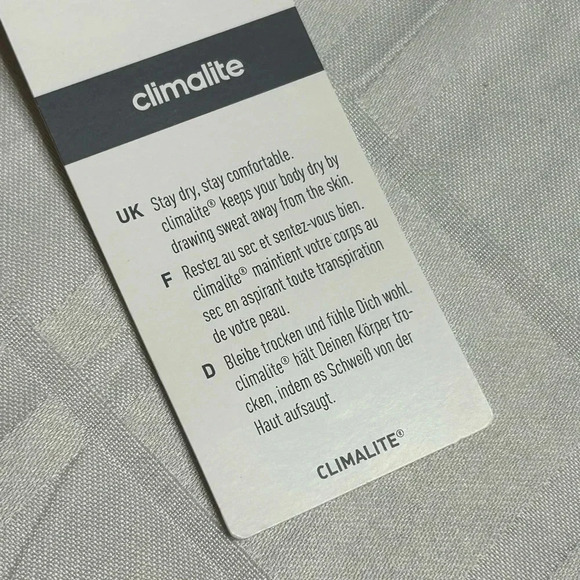 climalite
UK Stay dry, stay comfortable.
climalite® keeps your body dry by
drawing sweat away from the skin.
F Restez au sec et sentez-vous bien.
climalite® maintient votre corps au
sec en aspirant toute transpiration
de votre peau.
D Bleibe trocken und fühle Dich wohl.
climalite® hält Deinen Körper tro-
cken, indem es Schweiß von der
Haut aufsaugt.
CLIMALITE®